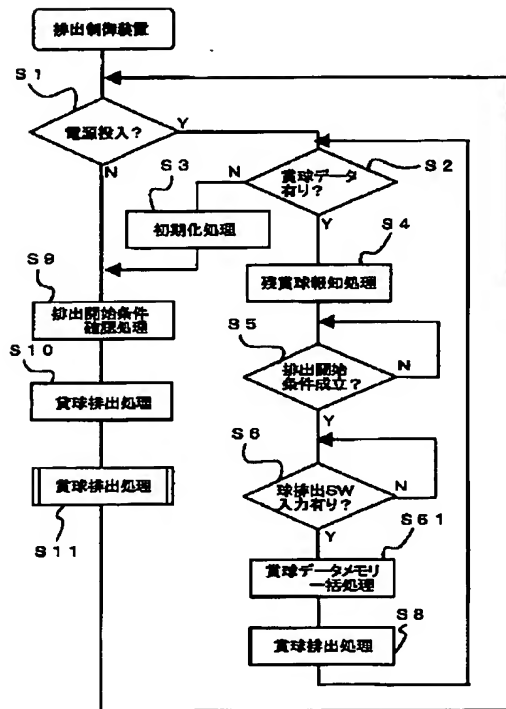 排出制御装置
S1
電源投入?
Y
N
S2
賞球データ
有り?
N
Y
S3
初期化処理
S4
残賞球報知処理
S9
排出開始条件
確認処理
S5
排出開始
条件成立?
N
Y
S10
貸球排出処理
S6
球排出SW
入力有り?
N
Y
賞球排出処理
S11
S61
賞球データメモリ
一括処理
S8
賞球排出処理